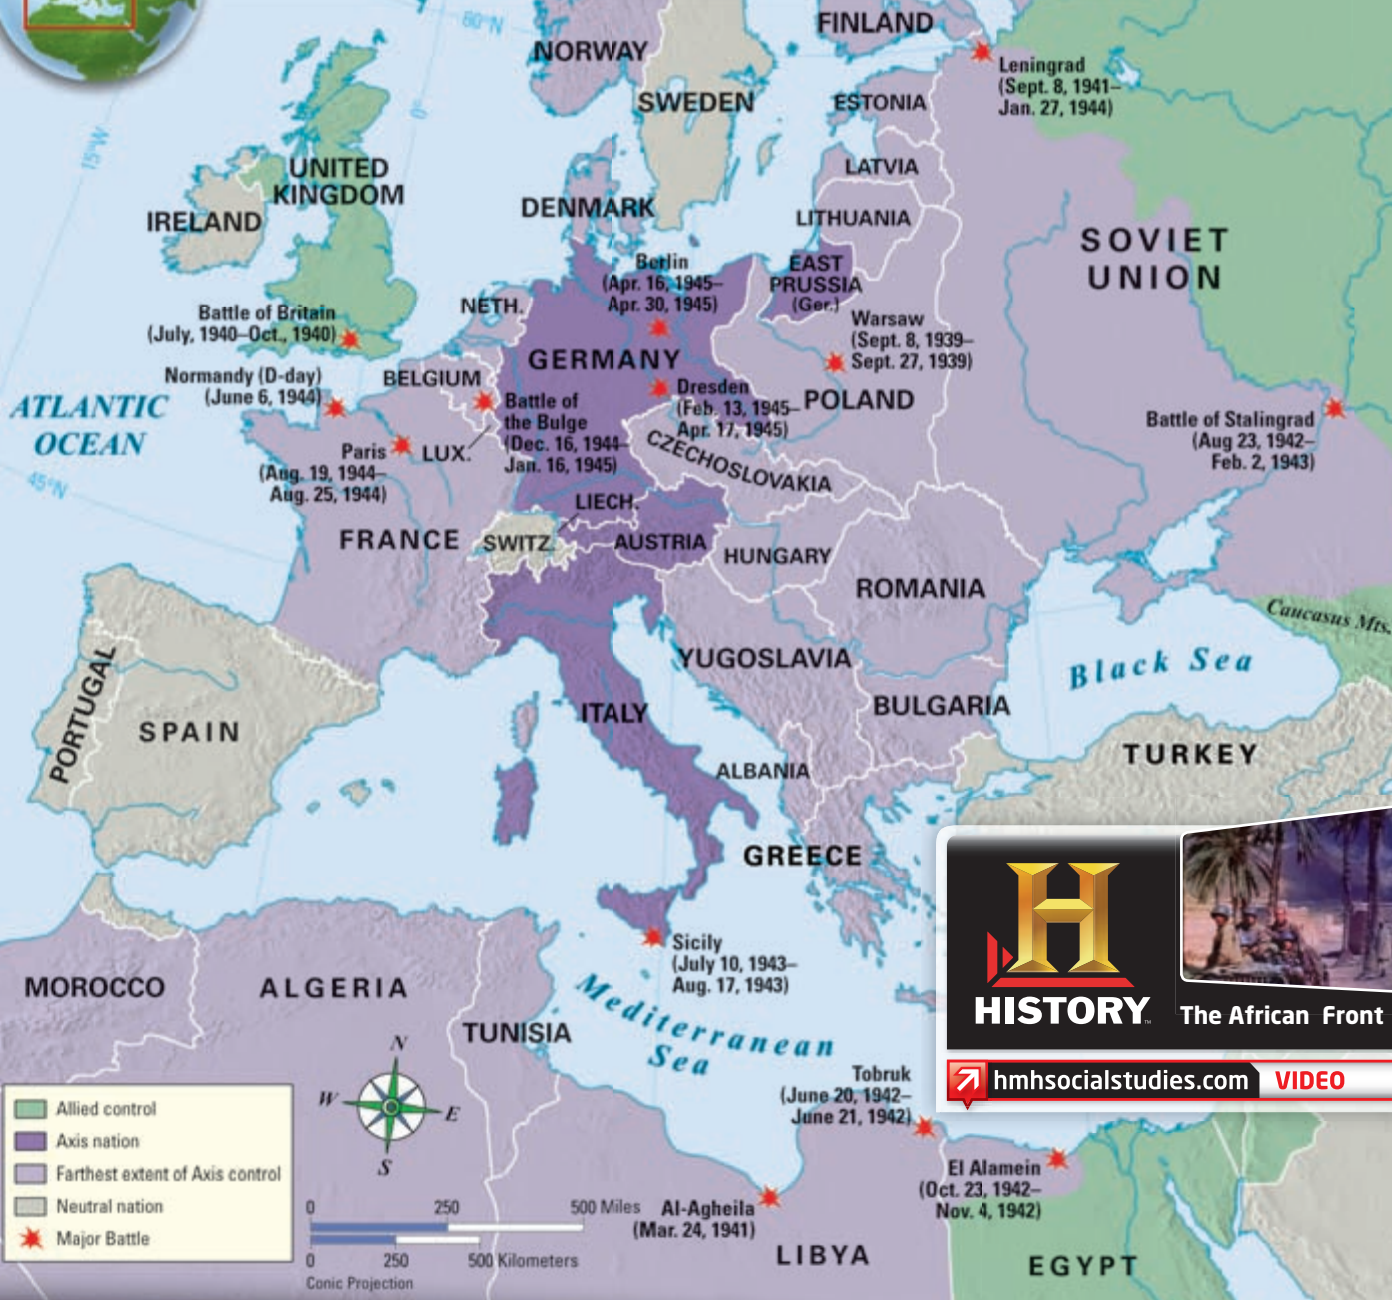 60°N
FINLAND
NORWAY
Leningrad
(Sept. 8, 1941–
Jan. 27, 1944)
SWEDEN
ESTONIA
0°
15°W
UNITED
KINGDOM
LATVIA
IRELAND
DENMARK
LITHUANIA
SOVIET
UNION
Berlin
(Apr. 16, 1945–
Apr. 30, 1945)
EAST
PRUSSIA
(Ger.)
NETH.
Battle of Britain
(July, 1940–Oct., 1940)
Warsaw
(Sept. 8, 1939–
Sept. 27, 1939)
GERMANY
Normandy (D-day)
(June 6, 1944)
BELGIUM
Dresden
(Feb. 13, 1945–
Apr. 17, 1945)
POLAND
ATLANTIC
OCEAN
Battle of
the Bulge
(Dec. 16, 1944–
Jan. 16, 1945)
Battle of Stalingrad
(Aug 23, 1942–
Feb. 2, 1943)
Paris
(Aug. 19, 1944–
Aug. 25, 1944)
LUX.
CZECHOSLOVAKIA
45°N
LIECH.
FRANCE
SWITZ.
AUSTRIA
HUNGARY
ROMANIA
Caucasus Mts.
PORTUGAL
SPAIN
YUGOSLAVIA
Black Sea
ITALY
BULGARIA
TURKEY
ALBANIA
GREECE
Sicily
(July 10, 1943–
Aug. 17, 1943)
MOROCCO
ALGERIA
TUNISIA
Mediterranean
Sea
H
HISTORY™
The African Front
hmhsocialstudies.com VIDEO
Tobruk
(June 20, 1942–
June 21, 1942)
El Alamein
(Oct. 23, 1942–
Nov. 4, 1942)
Al-Agheila
(Mar. 24, 1941)
LIBYA
EGYPT
N
W
E
S
Allied control
Axis nation
Farthest extent of Axis control
Neutral nation
Major Battle
0 250 500 Miles
0 250 500 Kilometers
Conic Projection